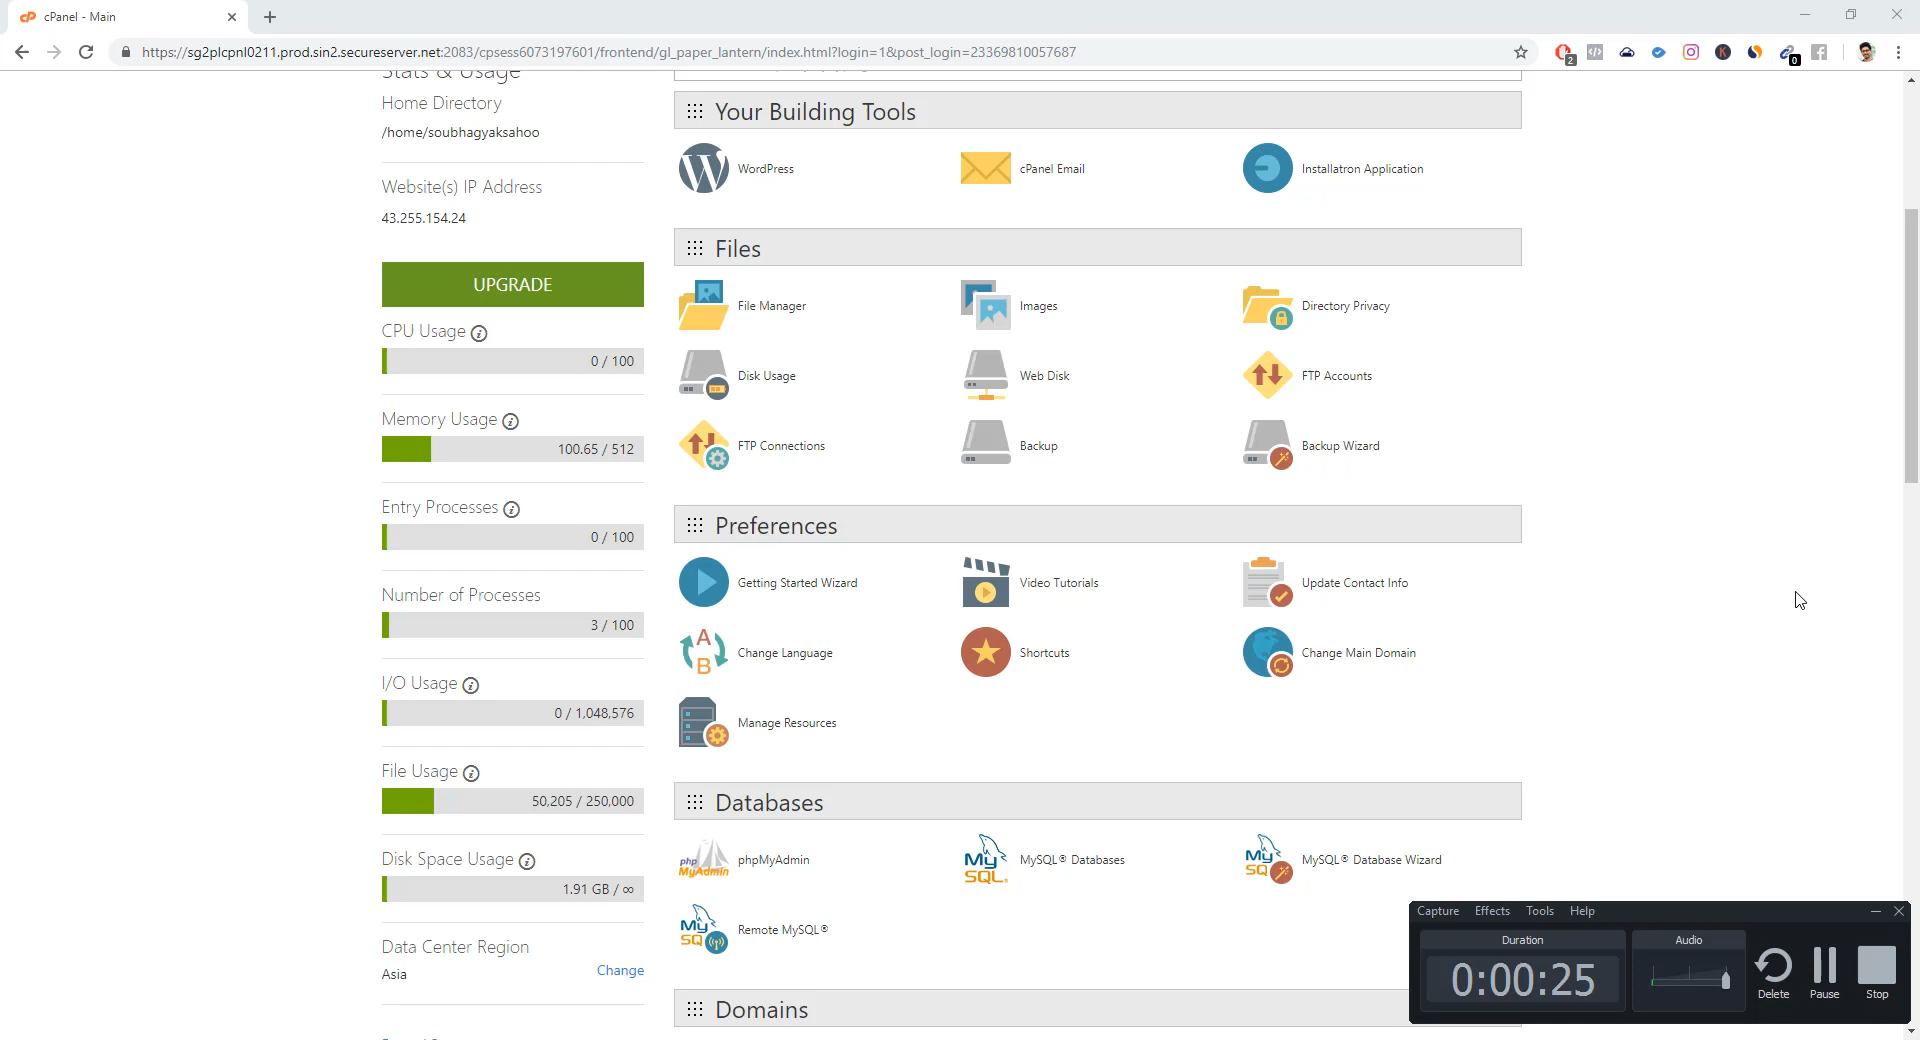 cPanel - Main
https://sg2plcpnl0211.prod.sin2.secureserver.net:2083/cpsess6073197601/frontend/gl_paper_lantern/index.html?login=1&post_login=23369810057687
2
0
Stats & Usage
Home Directory
/home/soubhagyaksahoo
Website(s) IP Address
43.255.154.24
UPGRADE
CPU Usage
0 / 100
Memory Usage
100.65 / 512
Entry Processes
0 / 100
Number of Processes
3 / 100
I/O Usage
0 / 1,048,576
File Usage
50,205 / 250,000
Disk Space Usage
1.91 GB / ∞
Data Center Region
Asia Change
Your Building Tools
WordPress cPanel Email Installatron Application
Files
File Manager Images Directory Privacy
Disk Usage Web Disk FTP Accounts
FTP Connections Backup Backup Wizard
Preferences
Getting Started Wizard Video Tutorials Update Contact Info
Change Language Shortcuts Change Main Domain
Manage Resources
Databases
phpMyAdmin MySQL® Databases MySQL® Database Wizard
Remote MySQL®
Domains
Capture Effects Tools Help
Duration Audio
0:00:25
Delete Pause Stop